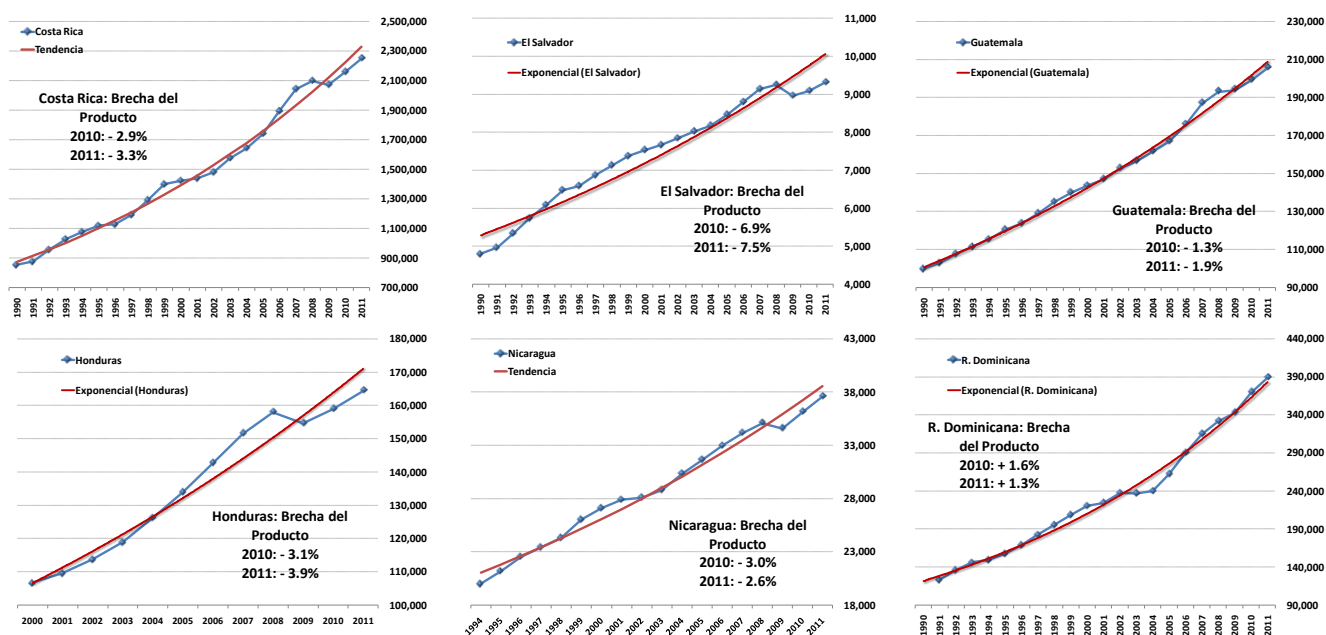 Costa Rica
Tendencia
Costa Rica: Brecha del
Producto
2010: - 2.9%
2011: - 3.3%
2,500,000
2,300,000
2,100,000
1,900,000
1,700,000
1,500,000
1,300,000
1,100,000
900,000
700,000
1990 1991 1992 1993 1994 1995 1996 1997 1998 1999 2000 2001 2002 2003 2004 2005 2006 2007 2008 2009 2010 2011
El Salvador
Exponencial (El Salvador)
El Salvador: Brecha del
Producto
2010: - 6.9%
2011: - 7.5%
11,000
10,000
9,000
8,000
7,000
6,000
5,000
4,000
1990 1991 1992 1993 1994 1995 1996 1997 1998 1999 2000 2001 2002 2003 2004 2005 2006 2007 2008 2009 2010 2011
Guatemala
Exponencial (Guatemala)
Guatemala: Brecha del
Producto
2010: - 1.3%
2011: - 1.9%
230,000
210,000
190,000
170,000
150,000
130,000
110,000
90,000
1990 1991 1992 1993 1994 1995 1996 1997 1998 1999 2000 2001 2002 2003 2004 2005 2006 2007 2008 2009 2010 2011
Honduras
Exponencial (Honduras)
Honduras: Brecha del
Producto
2010: - 3.1%
2011: - 3.9%
180,000
170,000
160,000
150,000
140,000
130,000
120,000
110,000
100,000
2000 2001 2002 2003 2004 2005 2006 2007 2008 2009 2010 2011
Nicaragua
Tendencia
Nicaragua: Brecha del
Producto
2010: - 3.0%
2011: - 2.6%
43,000
38,000
33,000
28,000
23,000
18,000
1994 1995 1996 1997 1998 1999 2000 2001 2002 2003 2004 2005 2006 2007 2008 2009 2010 2011
R. Dominicana
Exponencial (R. Dominicana)
R. Dominicana: Brecha
del Producto
2010: + 1.6%
2011: + 1.3%
440,000
390,000
340,000
290,000
240,000
190,000
140,000
90,000
1990 1991 1992 1993 1994 1995 1996 1997 1998 1999 2000 2001 2002 2003 2004 2005 2006 2007 2008 2009 2010 2011